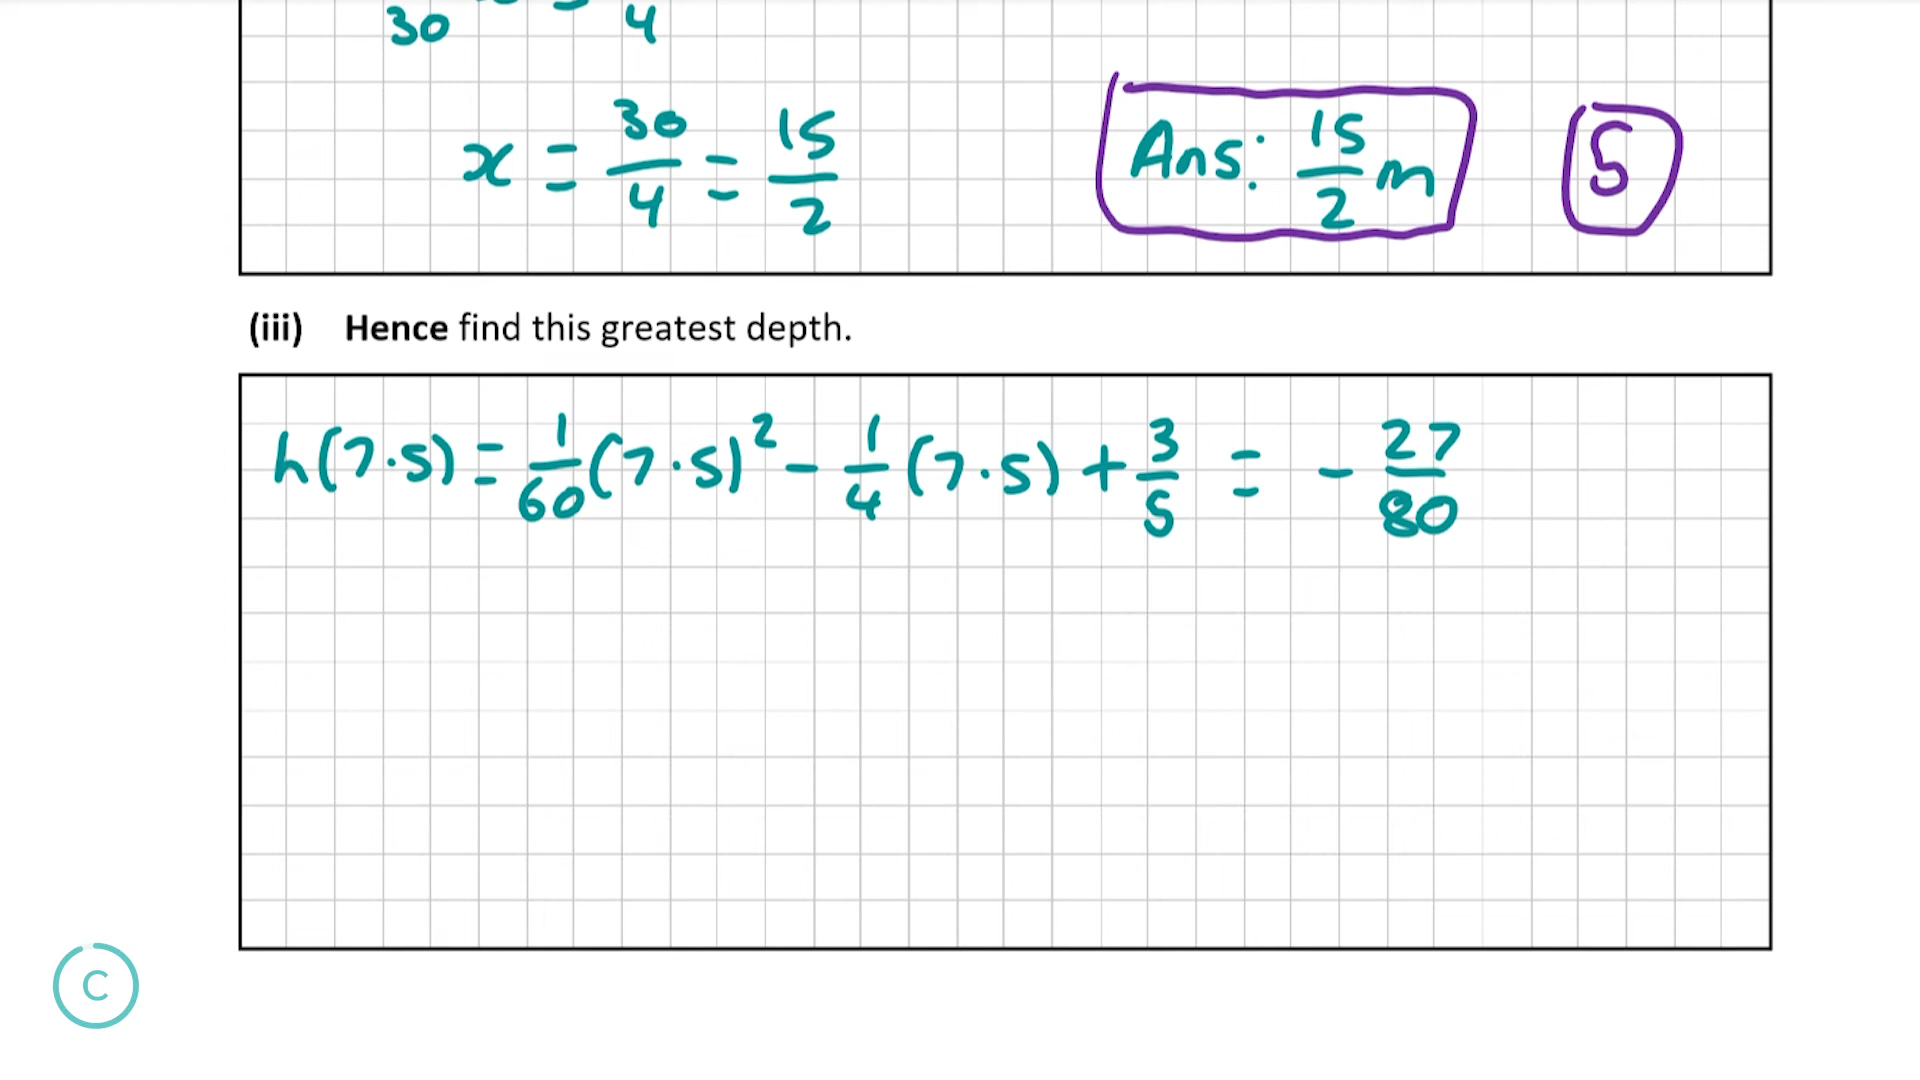 30 = 4
x = 30/4 = 15/2
Ans: 15/2 m
5
(iii) Hence find this greatest depth.
h(7.5) = 1/60 (7.5)² - 1/4 (7.5) + 3/5 = - 27/80
C